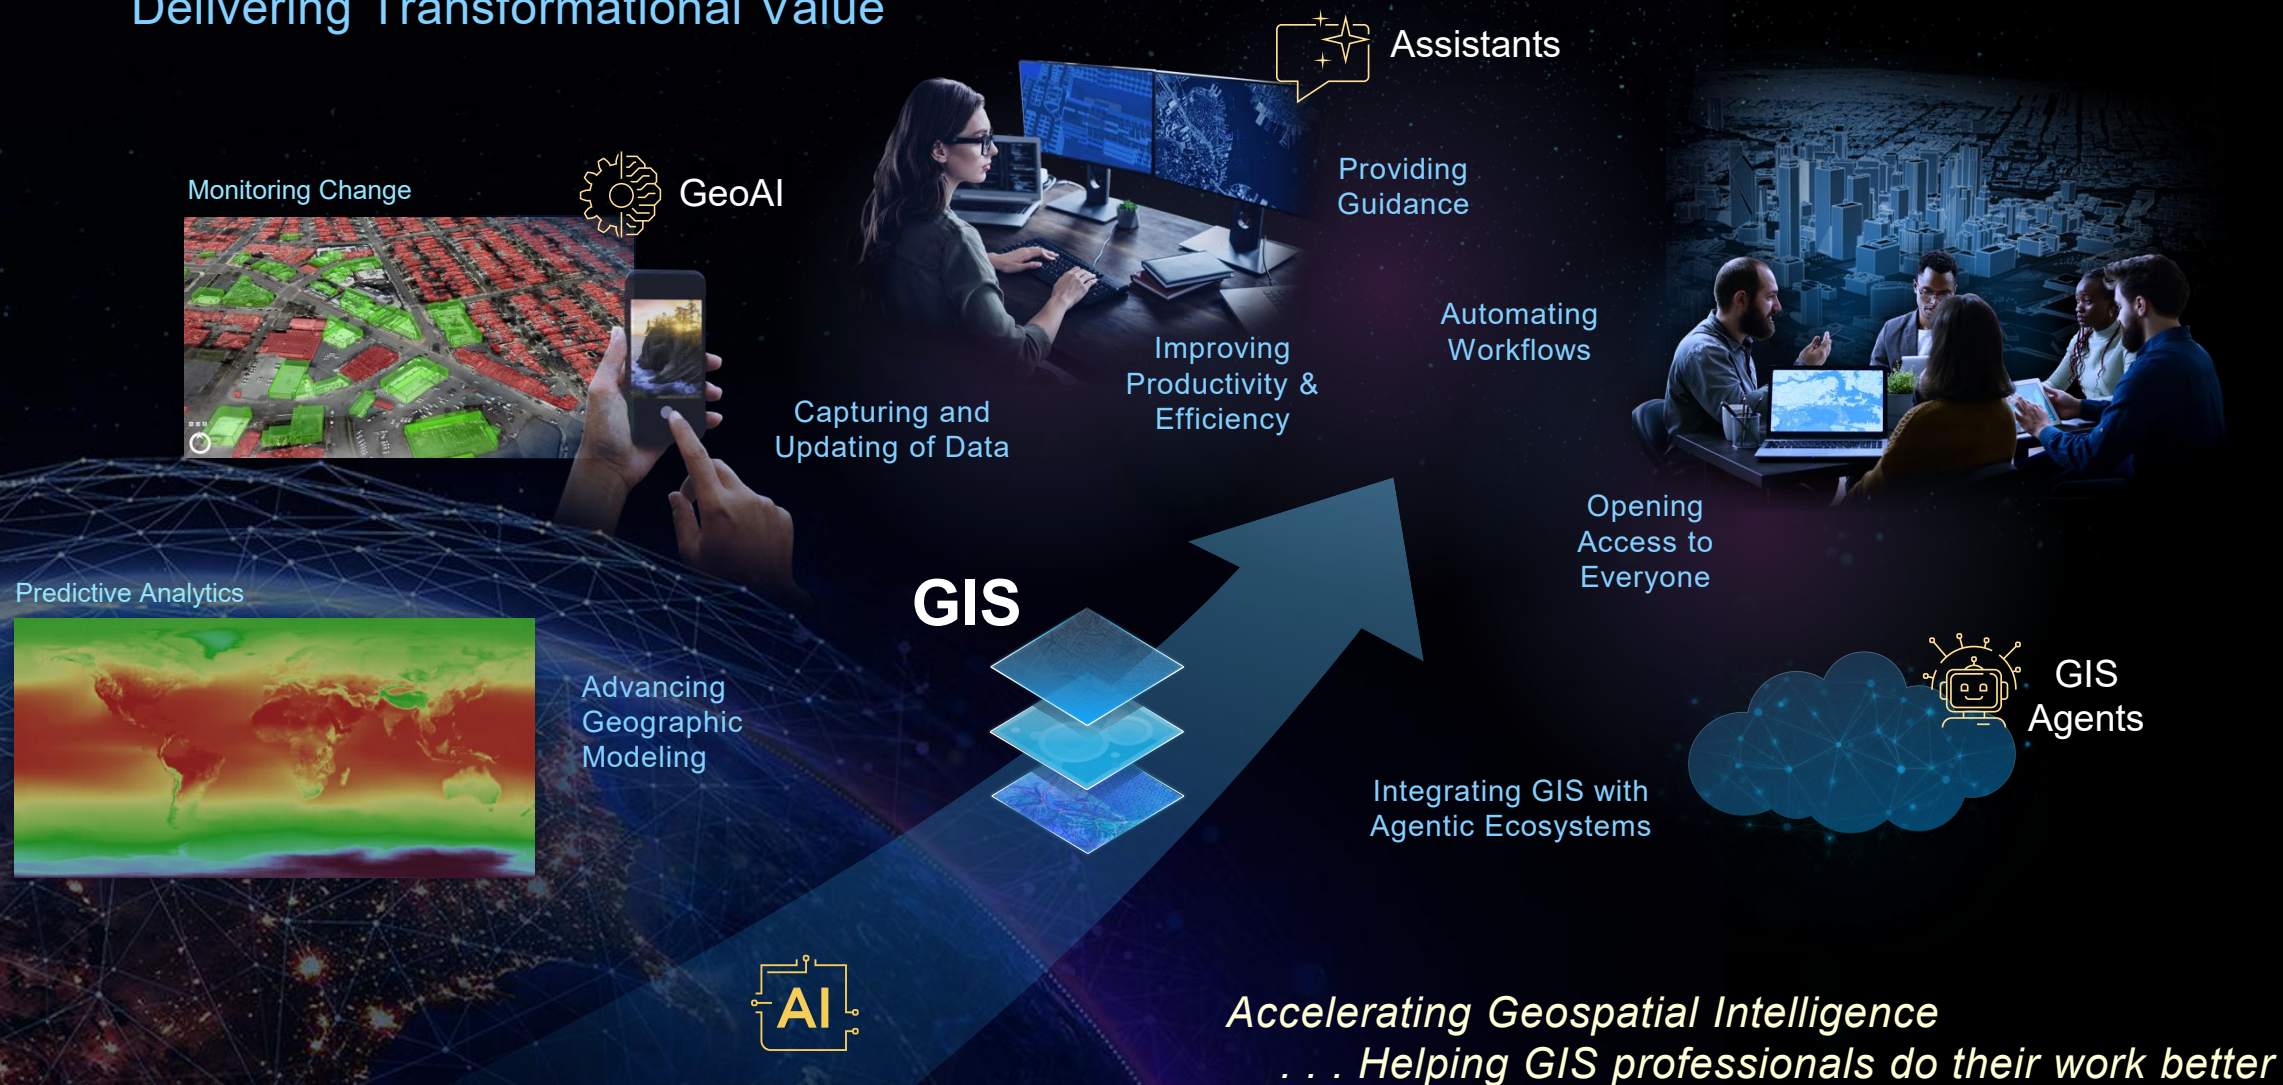 Delivering Transformational Value
Assistants
Monitoring Change
GeoAI
Providing
Guidance
Automating
Workflows
Improving
Productivity &
Efficiency
Capturing and
Updating of Data
Opening
Access to
Everyone
GIS
Predictive Analytics
Advancing
Geographic
Modeling
GIS
Agents
Integrating GIS with
Agentic Ecosystems
AI
Accelerating Geospatial Intelligence
. . . Helping GIS professionals do their work better